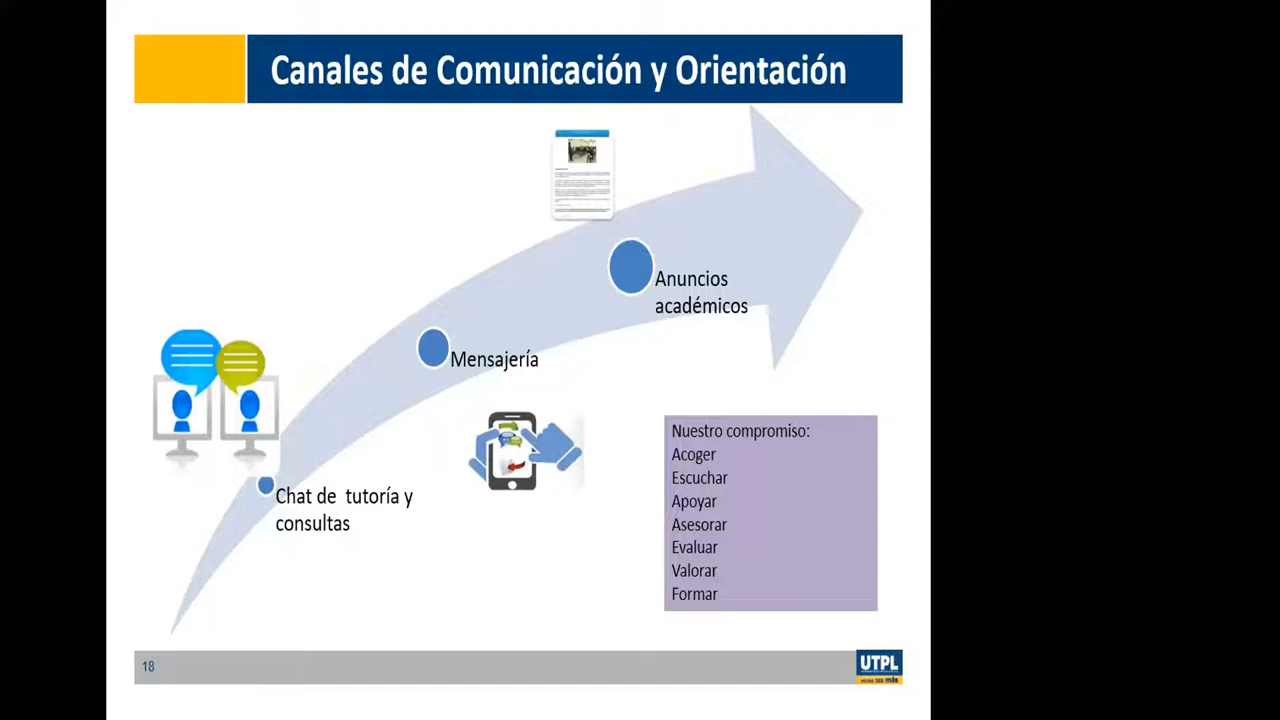 Canales de Comunicación y Orientación
Anuncios
académicos
Mensajería
Chat de tutoría y
consultas
Nuestro compromiso:
Acoger
Escuchar
Apoyar
Asesorar
Evaluar
Valorar
Formar
18
UTPL